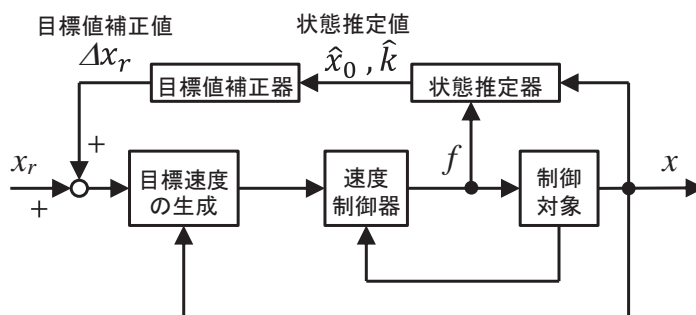 目標値補正値
Δx_r
状態推定値
x̂_0 , k̂
目標値補正器
状態推定器
+
x_r
+
目標速度
の生成
速度
制御器
f
制御
対象
x